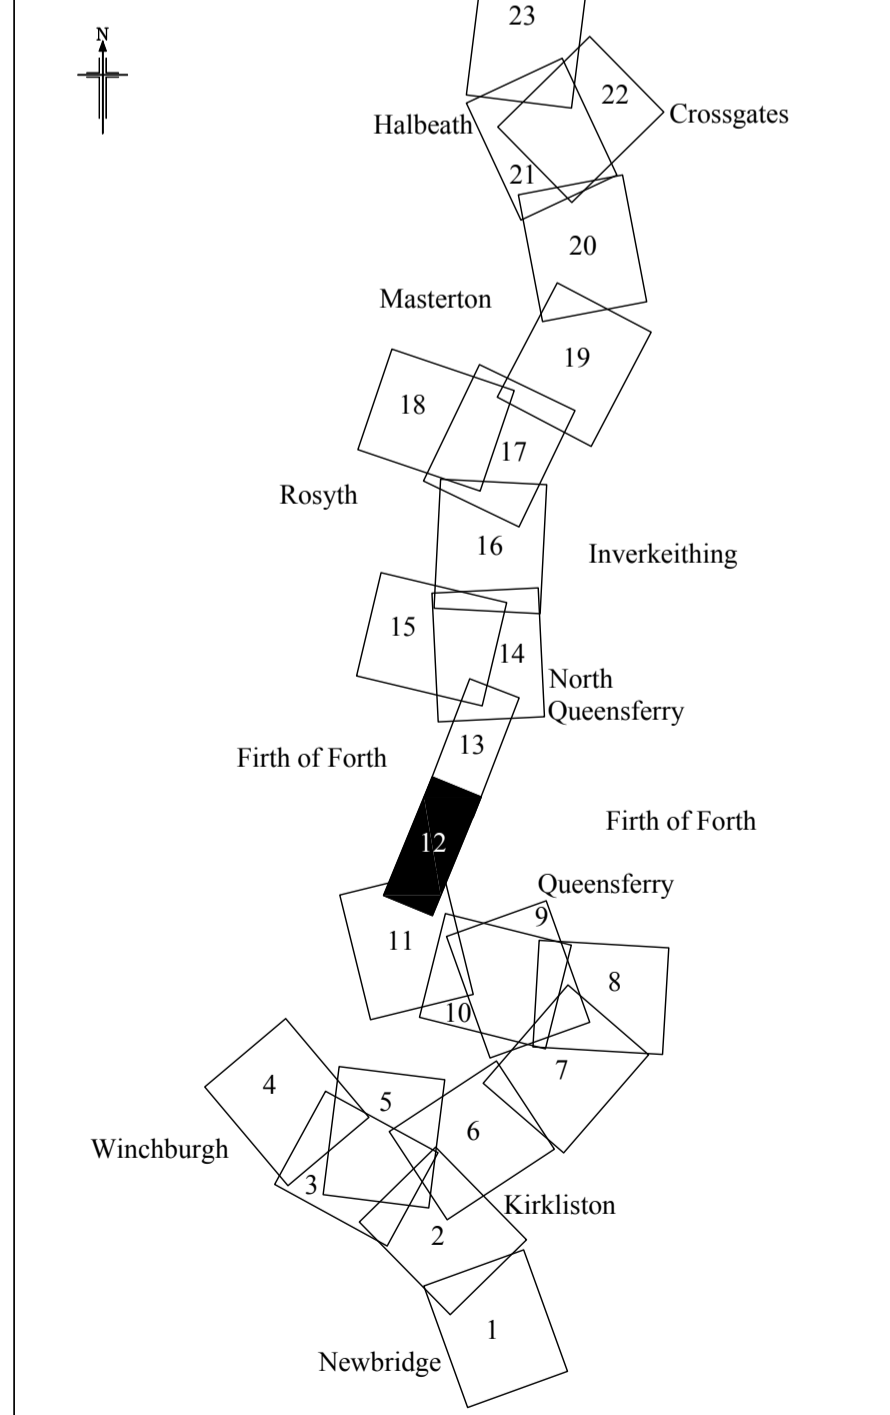 23
N
22
Crossgates
Halbeath
21
20
Masterton
19
18
17
Rosyth
16
Inverkeithing
15
14
North
Queensferry
13
Firth of Forth
Firth of Forth
12
Queensferry
9
11
8
10
7
4
5
6
Winchburgh
3
Kirkliston
2
1
Newbridge